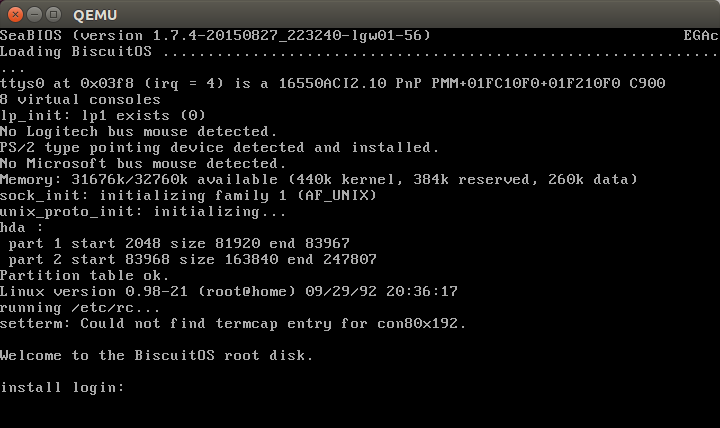 QEMU
SeaBIOS (version 1.7.4-20150827_223240-lgw01-56) EGAc
Loading BiscuitOS ...................................................................
...
ttys0 at 0x03f8 (irq = 4) is a 16550ACI2.10 PnP PMM+01FC10F0+01F210F0 C900
8 virtual consoles
lp_init: lp1 exists (0)
No Logitech bus mouse detected.
PS/2 type pointing device detected and installed.
No Microsoft bus mouse detected.
Memory: 31676k/32760k available (440k kernel, 384k reserved, 260k data)
sock_init: initializing family 1 (AF_UNIX)
unix_proto_init: initializing...
hda :
part 1 start 2048 size 81920 end 83967
part 2 start 83968 size 163840 end 247807
Partition table ok.
Linux version 0.98-21 (root@home) 09/29/92 20:36:17
running /etc/rc...
setterm: Could not find termcap entry for con80x192.
Welcome to the BiscuitOS root disk.
install login: